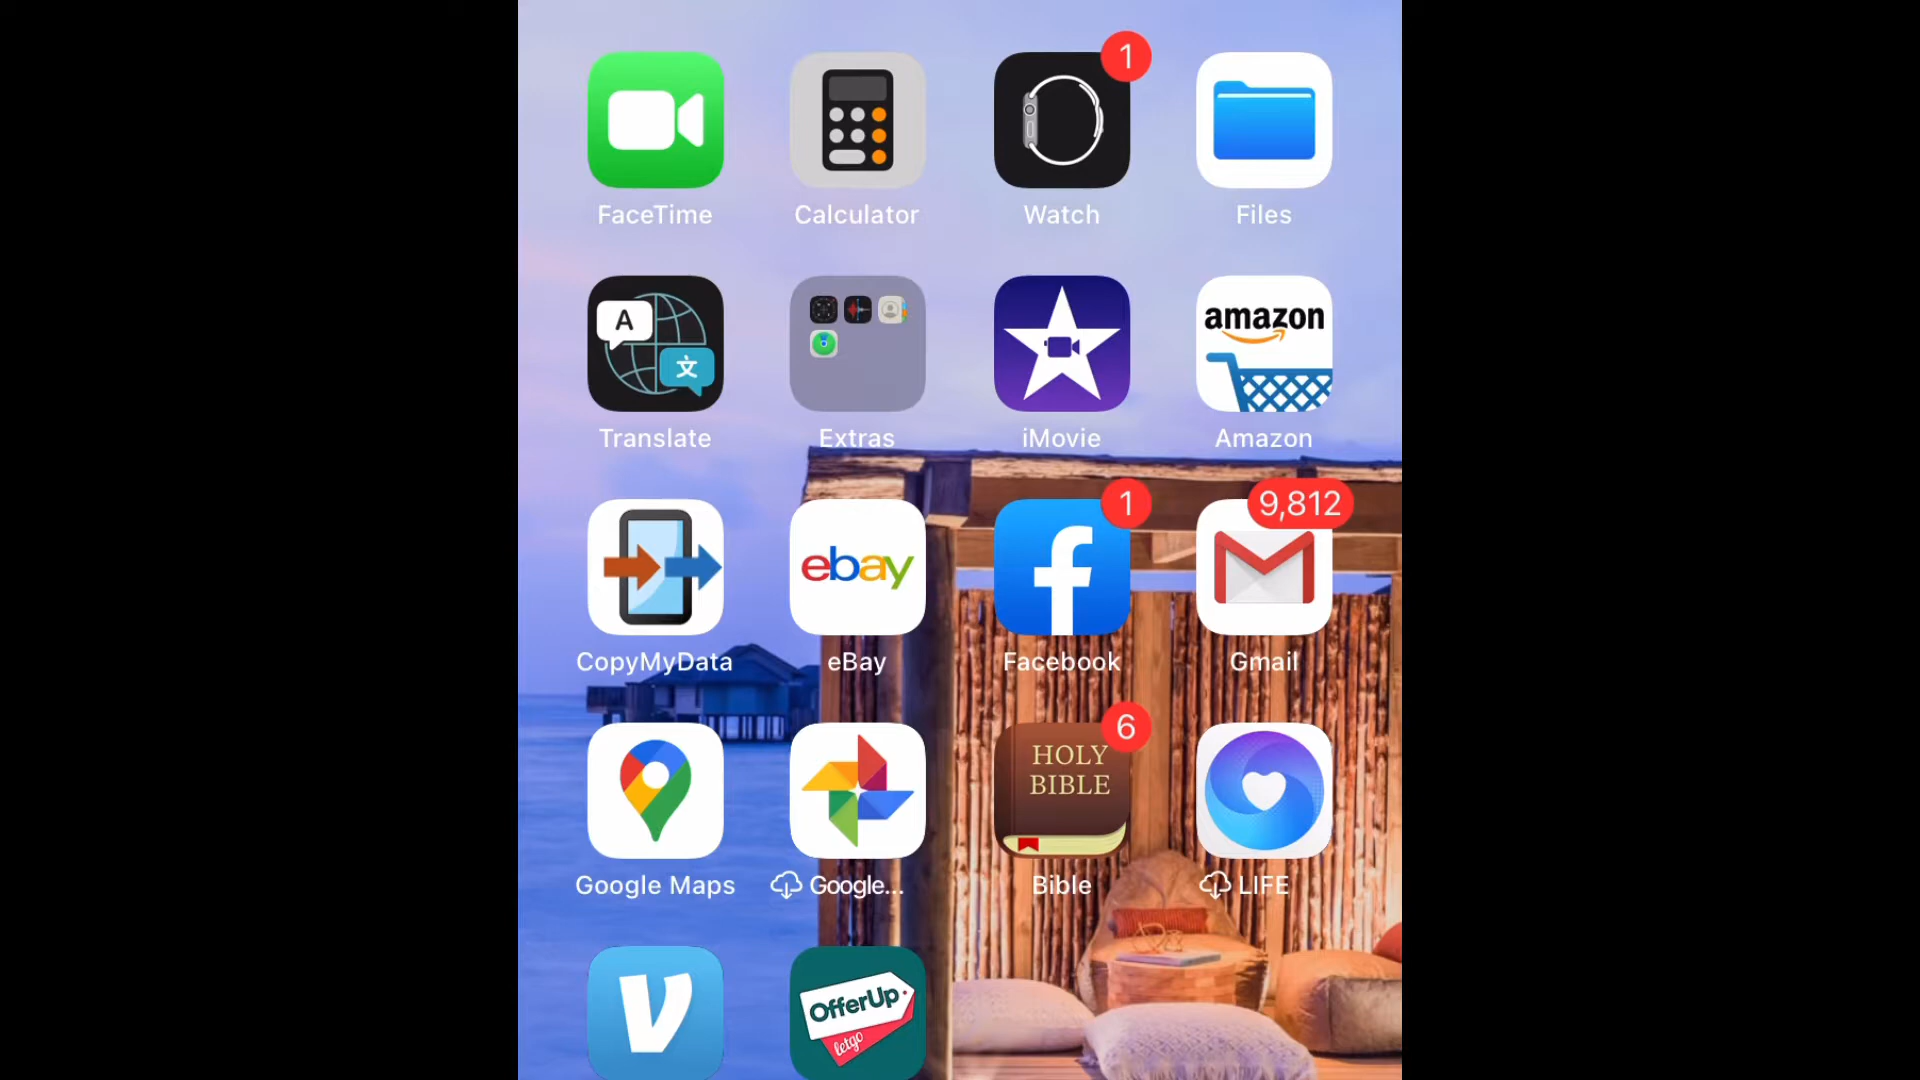 1
FaceTime
Calculator
Watch
Files
A
文
amazon
Translate
Extras
iMovie
Amazon
1
9,812
ebay
f
CopyMyData
eBay
Facebook
Gmail
6
HOLY
BIBLE
Google Maps
Google...
Bible
LIFE
V
OfferUp
letgo